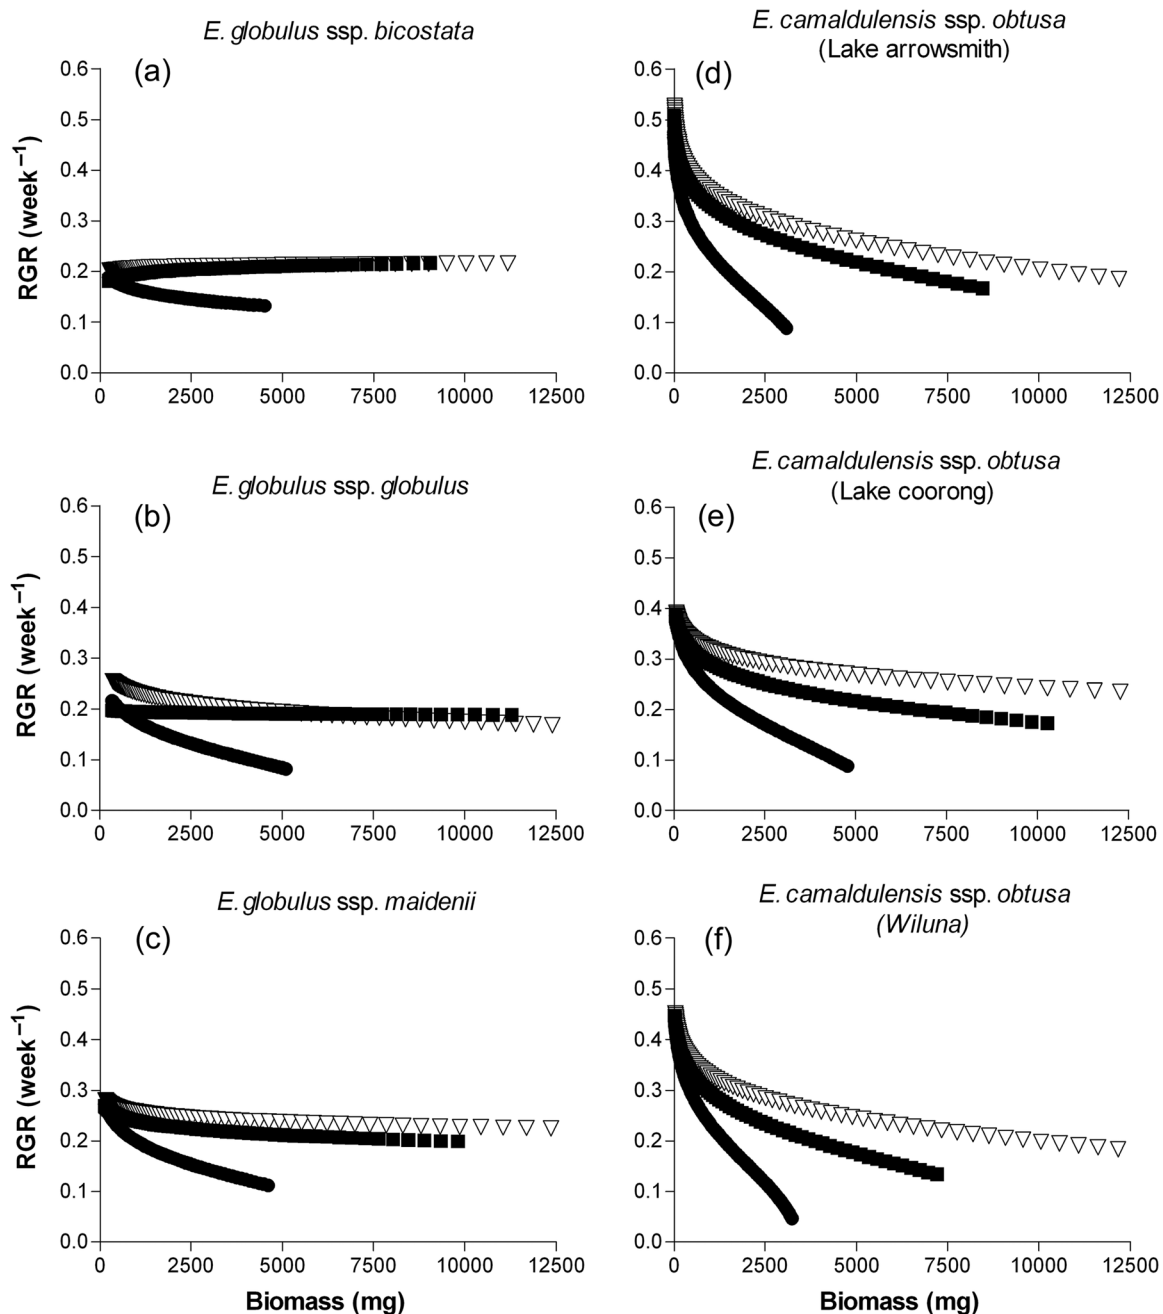 E. globulus ssp. bicostata
(a)
RGR (week⁻¹)
0.6
0.5
0.4
0.3
0.2
0.1
0.0
0 2500 5000 7500 10000 12500
E. camaldulensis ssp. obtusa
(Lake arrowsmith)
(d)
0.6
0.5
0.4
0.3
0.2
0.1
0.0
0 2500 5000 7500 10000 12500
E. globulus ssp. globulus
(b)
RGR (week⁻¹)
0.6
0.5
0.4
0.3
0.2
0.1
0.0
0 2500 5000 7500 10000 12500
E. camaldulensis ssp. obtusa
(Lake coorong)
(e)
0.6
0.5
0.4
0.3
0.2
0.1
0.0
0 2500 5000 7500 10000 12500
E. globulus ssp. maidenii
(c)
RGR (week⁻¹)
0.6
0.5
0.4
0.3
0.2
0.1
0.0
0 2500 5000 7500 10000 12500
Biomass (mg)
E. camaldulensis ssp. obtusa
(Wiluna)
(f)
0.6
0.5
0.4
0.3
0.2
0.1
0.0
0 2500 5000 7500 10000 12500
Biomass (mg)